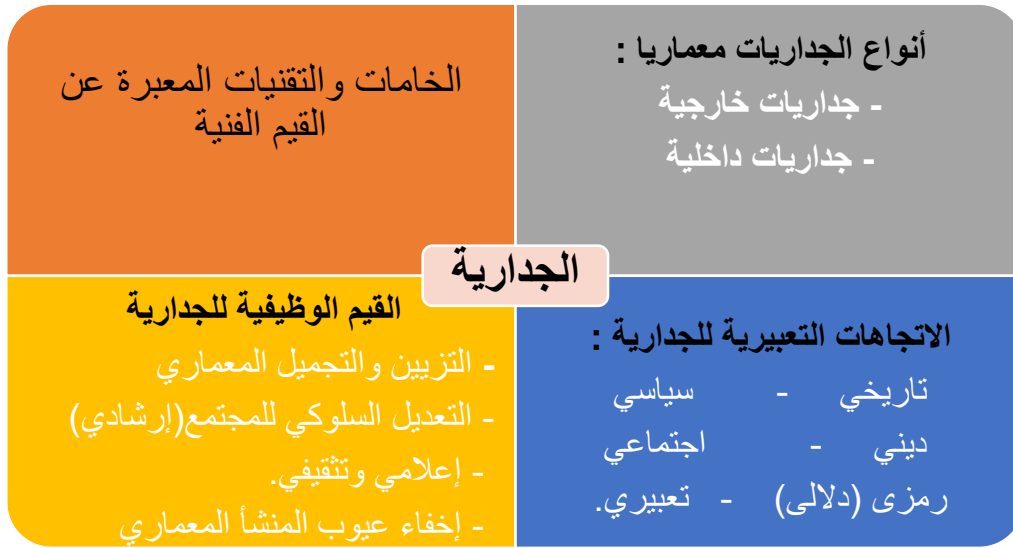 أنواع الجداريات معماريا :
- جداريات خارجية
- جداريات داخلية
الخامات والتقنيات المعبرة عن
القيم الفنية
الجدارية
الاتجاهات التعبيرية للجدارية :
تاريخي - سياسي
ديني - اجتماعي
رمزى (دلالى) - تعبيري.
القيم الوظيفية للجدارية
- التزيين والتجميل المعماري
- التعديل السلوكي للمجتمع(إرشادي)
- إعلامي وتثقيفي.
- إخفاء عيوب المنشأ المعماري